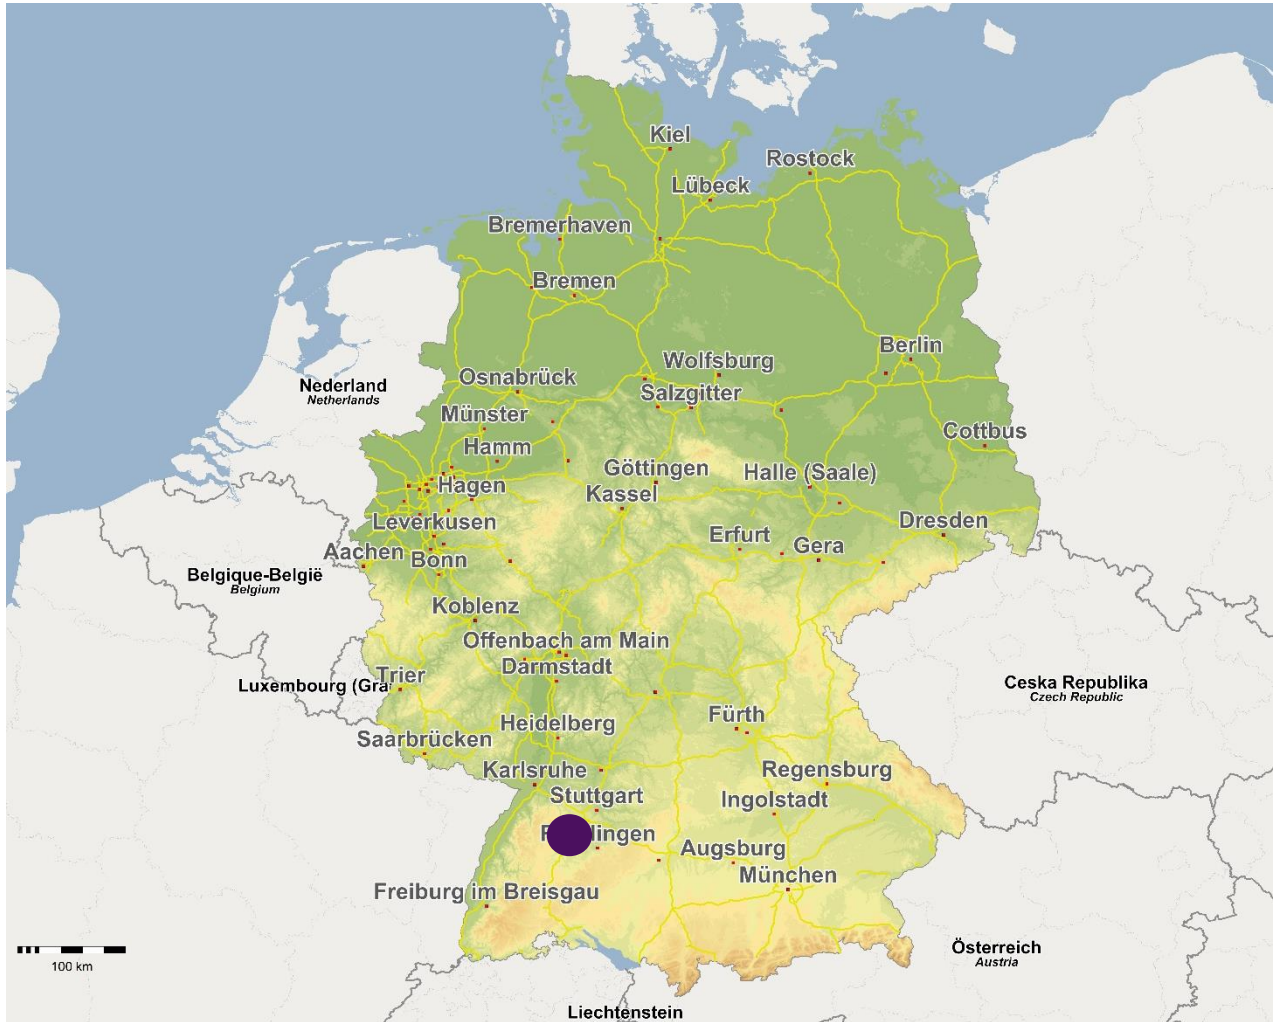 Kiel
Rostock
Lübeck
Bremerhaven
Bremen
Berlin
Wolfsburg
Nederland
Netherlands
Osnabrück
Salzgitter
Münster
Cottbus
Hamm
Göttingen
Halle (Saale)
Hagen
Kassel
Leverkusen
Dresden
Erfurt
Gera
Aachen
Bonn
Belgique-België
Belgium
Koblenz
Offenbach am Main
Darmstadt
Trier
Luxembourg (Gra
Ceska Republika
Czech Republic
Fürth
Heidelberg
Saarbrücken
Karlsruhe
Regensburg
Stuttgart
Ingolstadt
Augsburg
München
Freiburg im Breisgau
Österreich
Austria
100 km
Liechtenstein